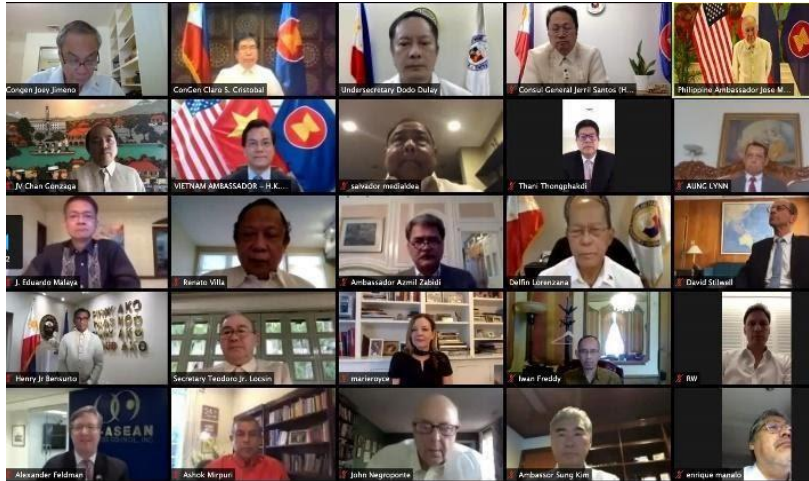 Congen Joey Jimeno
ConGen Claro S. Cristobal
Undersecretary Dodo Dulay
Consul General Jerril Santos (H...
Philippine Ambassador Jose M...
JV Chan Gonzaga
VIETNAM AMBASSADOR – H.K....
salvador medialdea
Thani Thongphakdi
AUNG LYNN
J. Eduardo Malaya
Renato Villa
Ambassador Azmil Zabidi
Delfin Lorenzana
David Stilwell
Henry Jr Bensurto
Secretary Teodoro Jr. Locsin
marieroyce
Iwan Freddy
RW
ASEAN
Alexander Feldman
Ashok Mirpuri
John Negroponte
Ambassor Sung Kim
enrique manalo